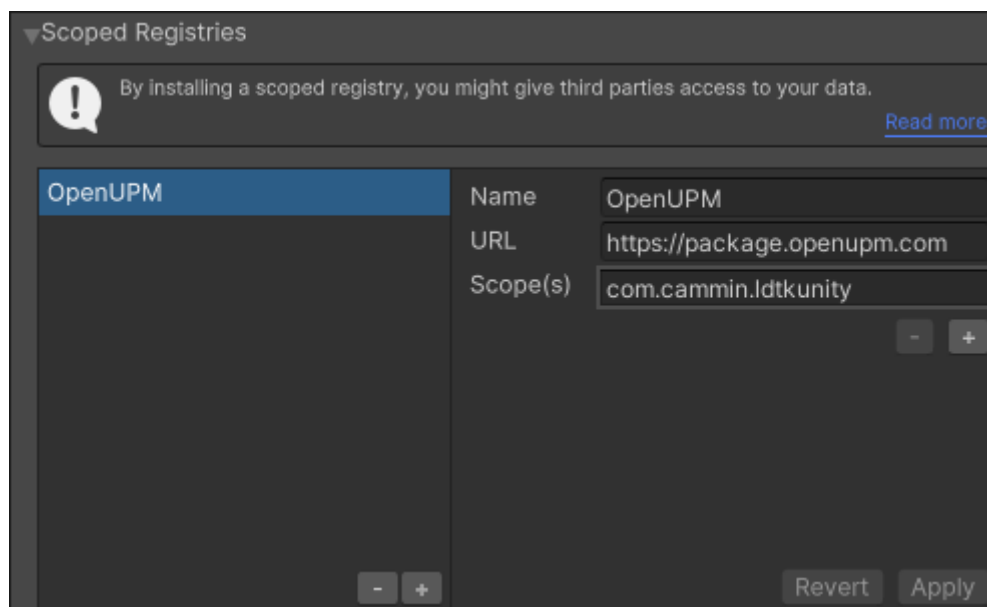 Scoped Registries
By installing a scoped registry, you might give third parties access to your data.
Read more
OpenUPM
Name OpenUPM
URL https://package.openupm.com
Scope(s) com.cammin.ldtkunity
- +
- +
Revert Apply